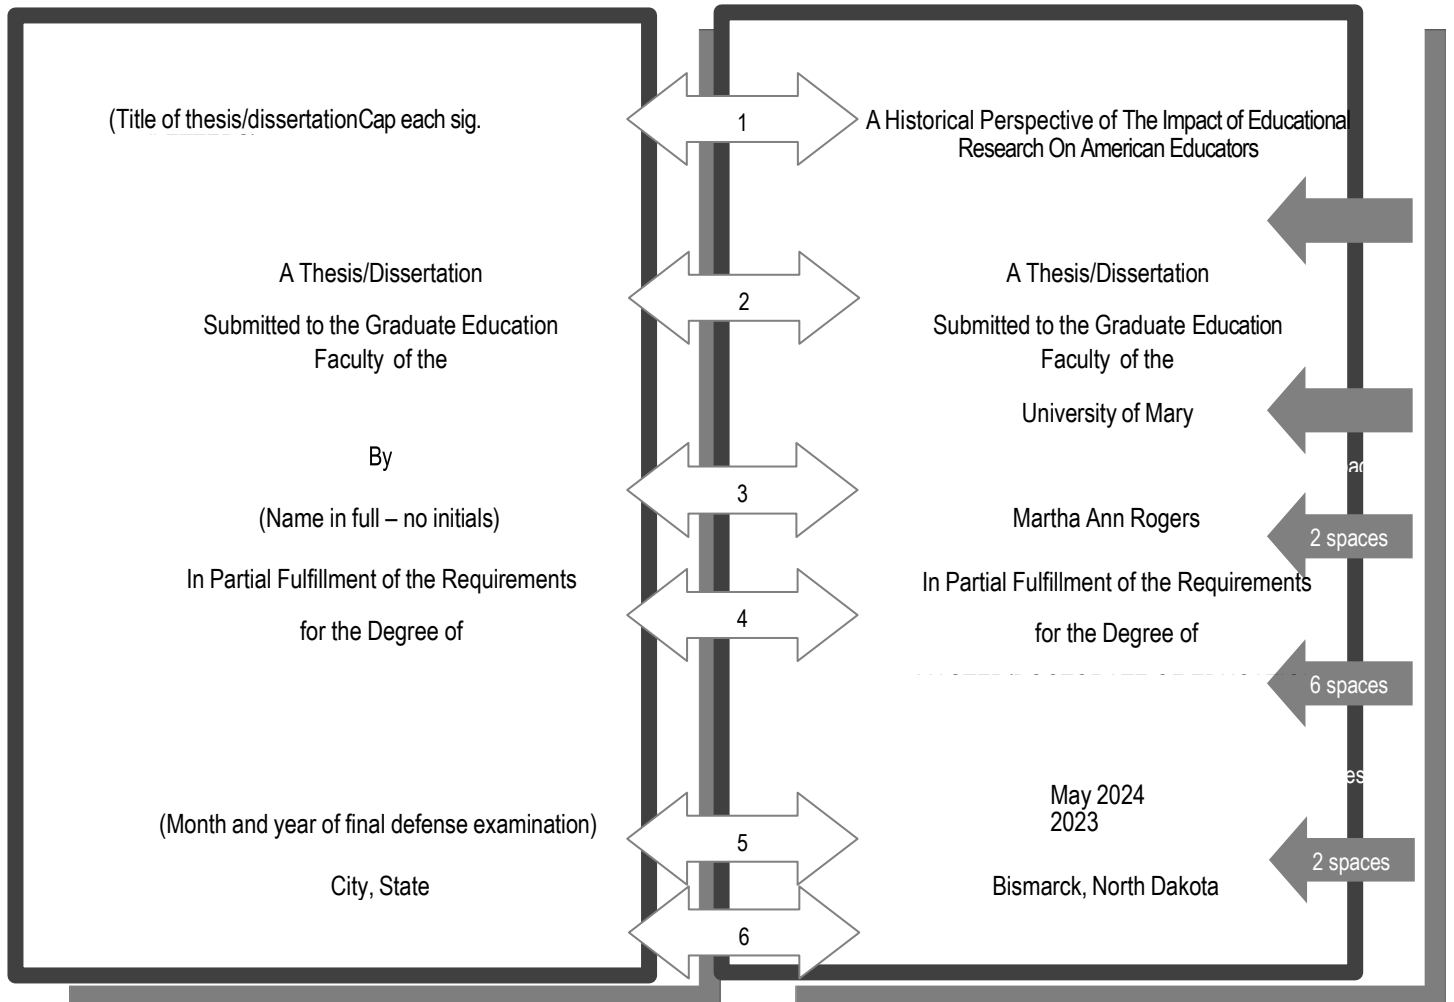 (Title of thesis/dissertationCap each sig.
A Thesis/Dissertation
Submitted to the Graduate Education
Faculty of the
By
(Name in full – no initials)
In Partial Fulfillment of the Requirements
for the Degree of
(Month and year of final defense examination)
City, State
1
2
3
4
5
6
A Historical Perspective of The Impact of Educational
Research On American Educators
A Thesis/Dissertation
Submitted to the Graduate Education
Faculty of the
University of Mary
Martha Ann Rogers
In Partial Fulfillment of the Requirements
for the Degree of
May 2024
2023
Bismarck, North Dakota
2 spaces
6 spaces
2 spaces